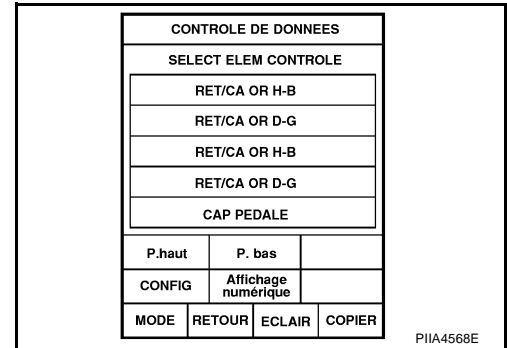 CONTROLE DE DONNEES
SELECT ELEM CONTROLE
RET/CA OR H-B
RET/CA OR D-G
RET/CA OR H-B
RET/CA OR D-G
CAP PEDALE
P.haut P. bas
CONFIG Affichage
numérique
MODE RETOUR ECLAIR COPIER
PIIA4568E